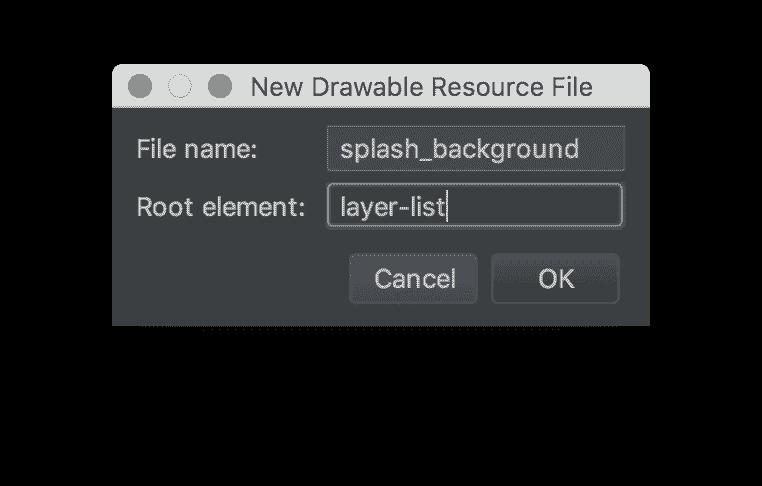 New Drawable Resource File
File name: splash_background
Root element: layer-list
Cancel OK